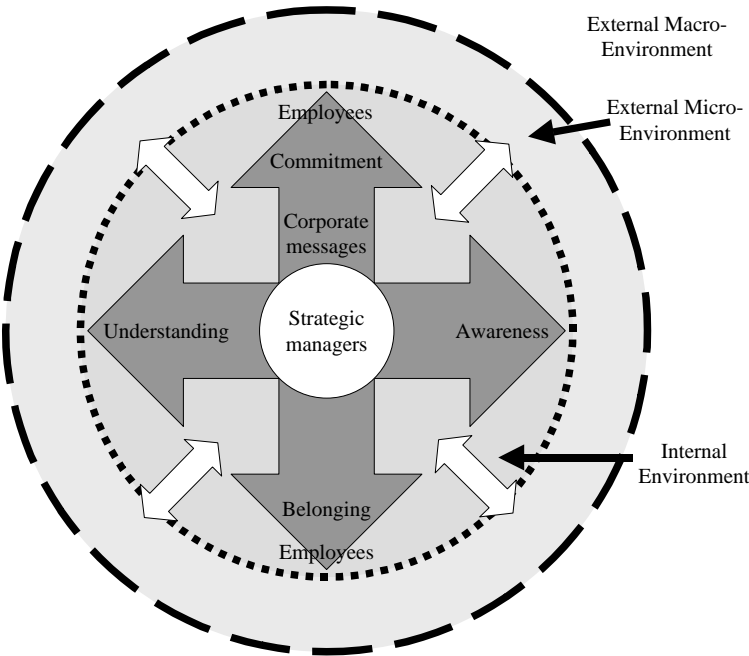 External Macro-
Environment
External Micro-
Environment
Employees
Commitment
Corporate
messages
Understanding
Strategic
managers
Awareness
Internal
Environment
Belonging
Employees